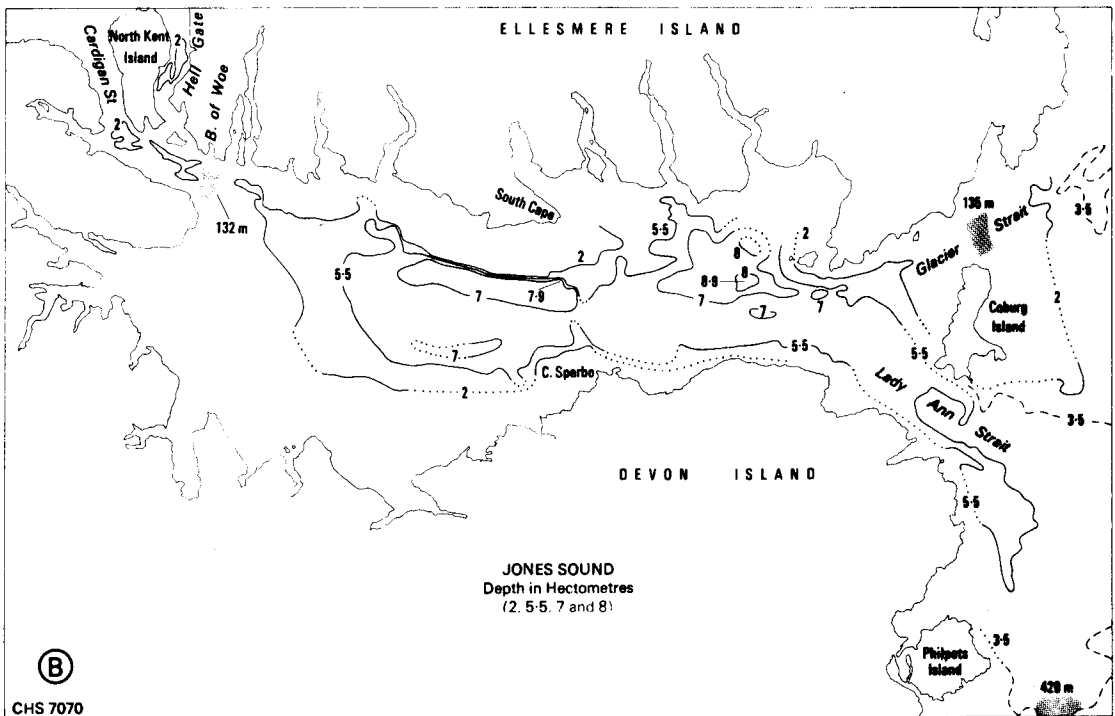 ELLESMERE ISLAND
North Kent
Island
2
Hell Gate
Cardigan St
B. of Woe
2
132 m
South Cape
2
5·5
2
8
8
8·9
7
7
7
5·5
7·9
7
7
2
C. Sparbo
5·5
136 m
Glacier Strait
3·5
2
Coburg
Island
5·5
Lady Ann Strait
3·5
5·5
DEVON ISLAND
JONES SOUND
Depth in Hectometres
(2, 5·5, 7 and 8)
3·5
Philpots
Island
429 m
B
CHS 7070